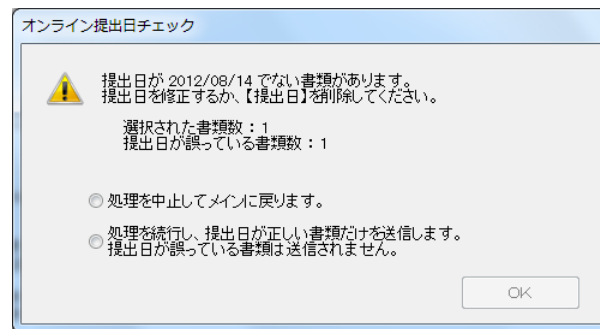 オンライン提出日チェック
提出日が 2012/08/14 でない書類があります。
提出日を修正するか、【提出日】を削除してください。
選択された書類数：1
提出日が誤っている書類数：1
処理を中止してメインに戻ります。
処理を続行し、提出日が正しい書類だけを送信します。
提出日が誤っている書類は送信されません。
OK